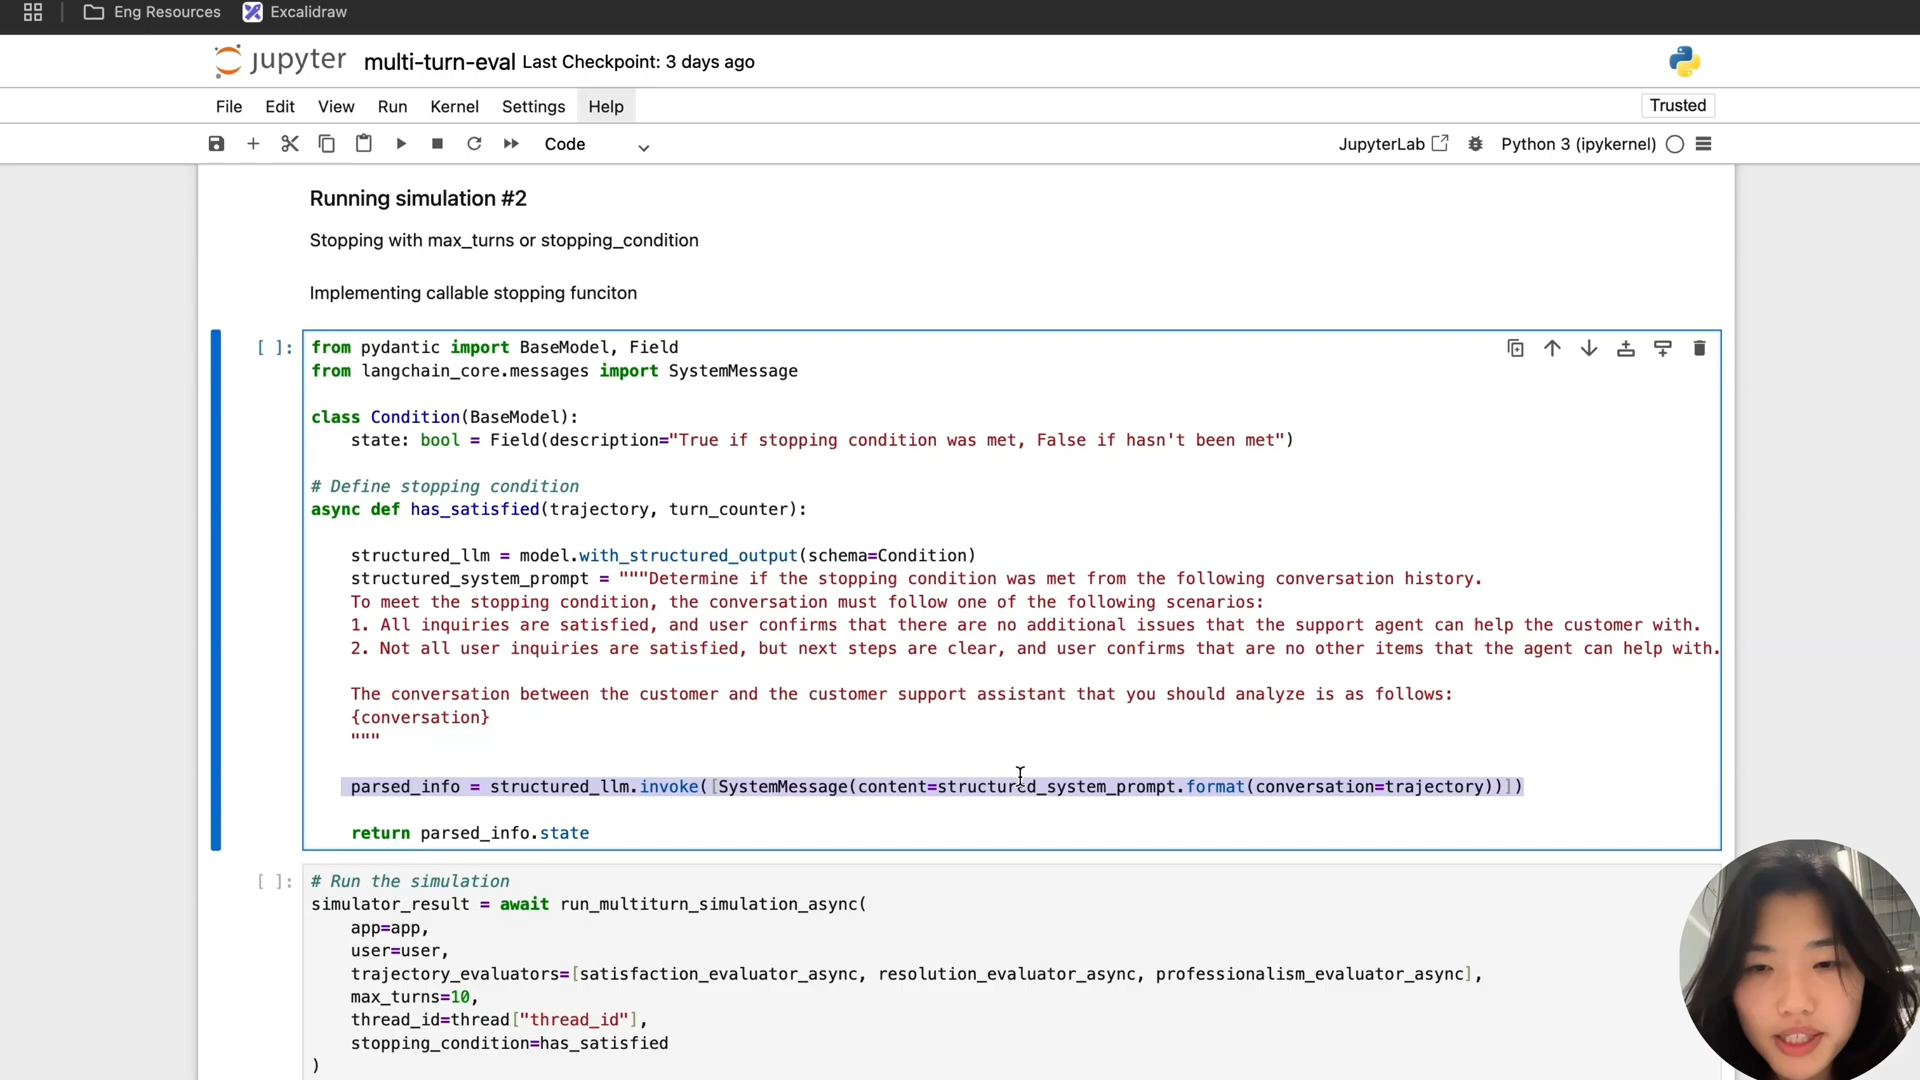 Eng Resources Excalidraw
jupyter multi-turn-eval Last Checkpoint: 3 days ago
File Edit View Run Kernel Settings Help Trusted
Code JupyterLab Python 3 (ipykernel)
Running simulation #2
Stopping with max_turns or stopping_condition
Implementing callable stopping funciton
[ ]: from pydantic import BaseModel, Field
from langchain_core.messages import SystemMessage
class Condition(BaseModel):
state: bool = Field(description="True if stopping condition was met, False if hasn't been met")
# Define stopping condition
async def has_satisfied(trajectory, turn_counter):
structured_llm = model.with_structured_output(schema=Condition)
structured_system_prompt = """Determine if the stopping condition was met from the following conversation history.
To meet the stopping condition, the conversation must follow one of the following scenarios:
1. All inquiries are satisfied, and user confirms that there are no additional issues that the support agent can help the customer with.
2. Not all user inquiries are satisfied, but next steps are clear, and user confirms that are no other items that the agent can help with.
The conversation between the customer and the customer support assistant that you should analyze is as follows:
{conversation}
"""
parsed_info = structured_llm.invoke([SystemMessage(content=structured_system_prompt.format(conversation=trajectory))])
return parsed_info.state
[ ]: # Run the simulation
simulator_result = await run_multiturn_simulation_async(
app=app,
user=user,
trajectory_evaluators=[satisfaction_evaluator_async, resolution_evaluator_async, professionalism_evaluator_async],
max_turns=10,
thread_id=thread["thread_id"],
stopping_condition=has_satisfied
)